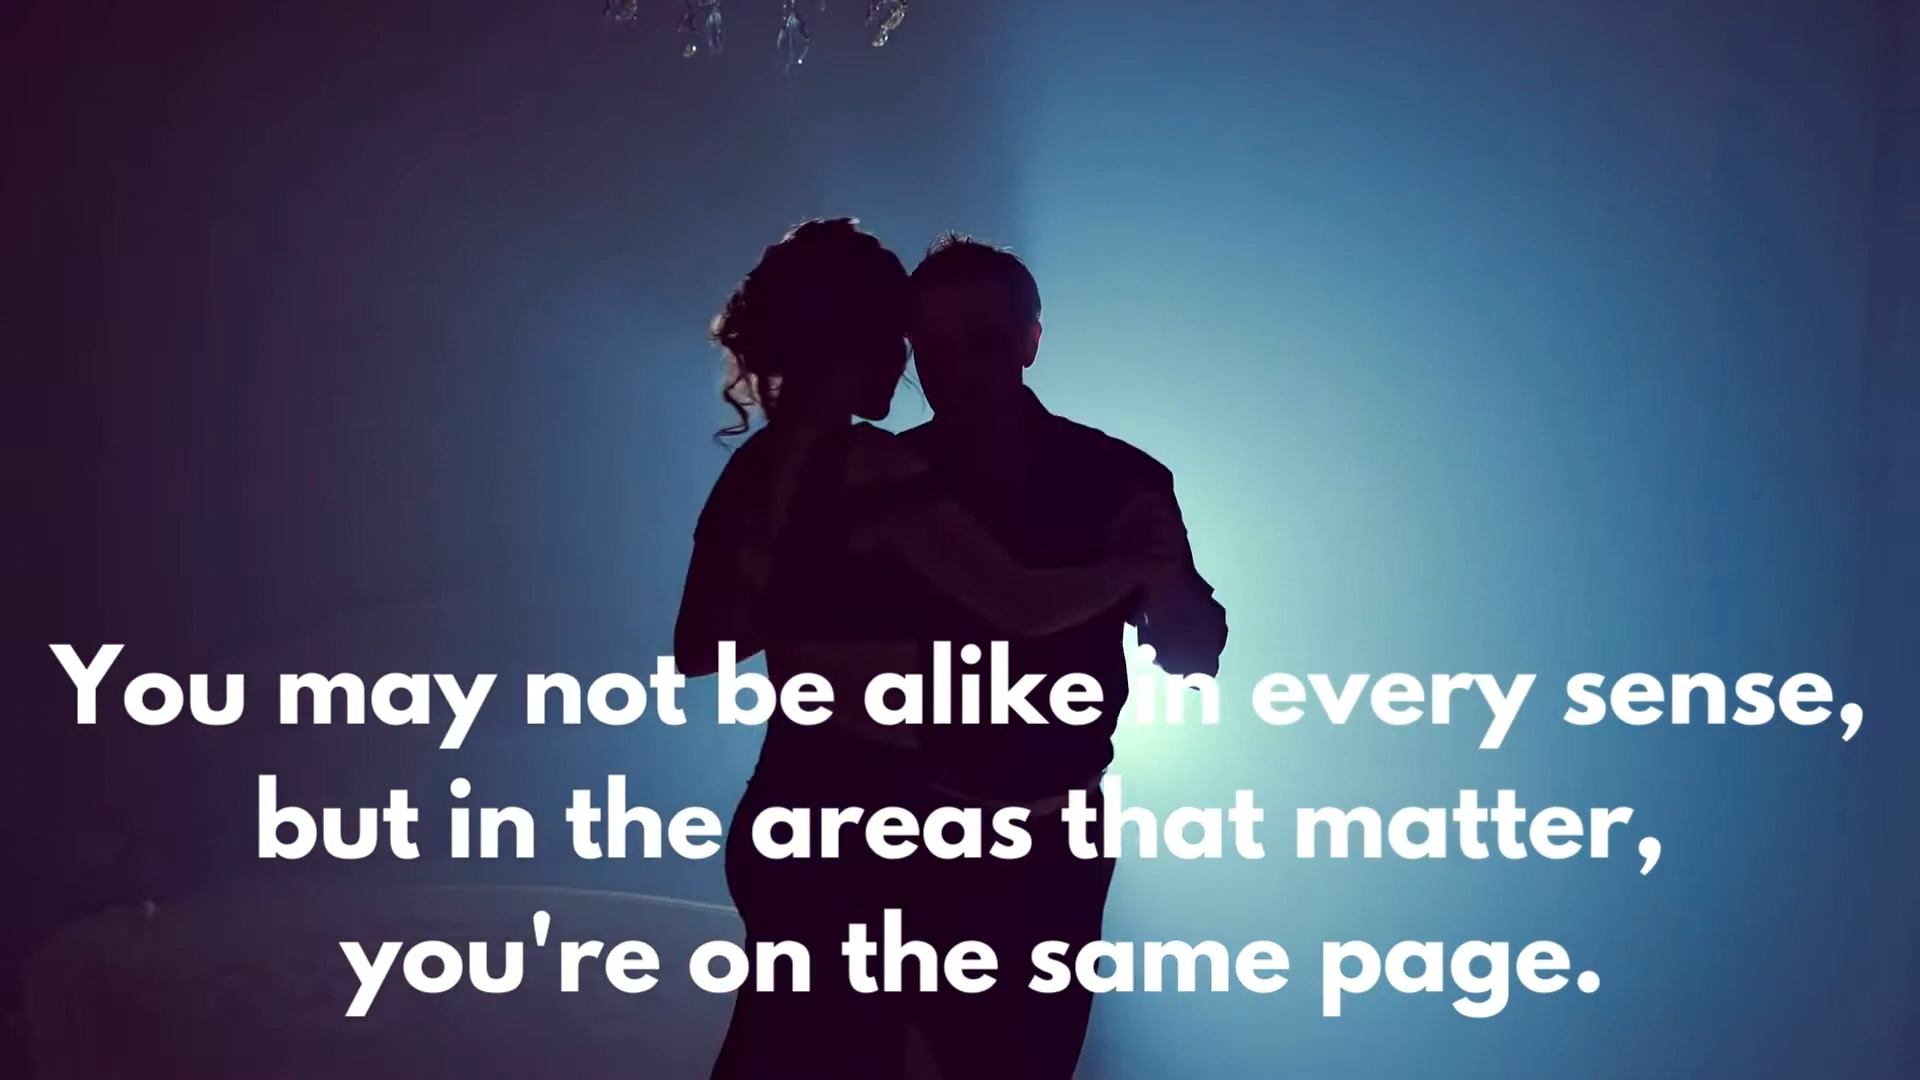 You may not be alike in every sense,
but in the areas that matter,
you're on the same page.